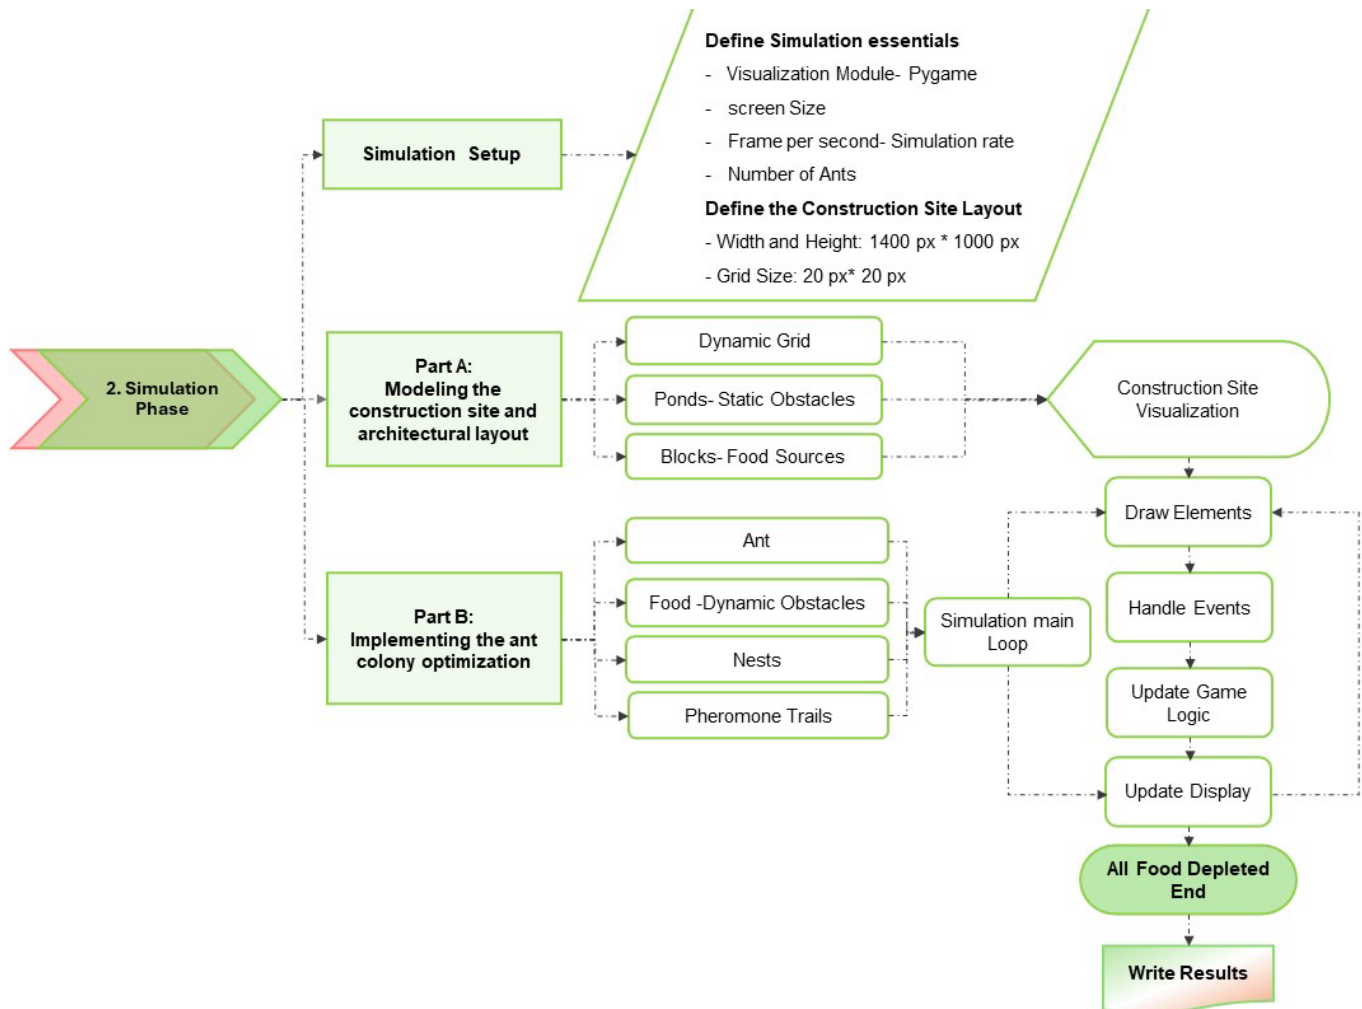 Define Simulation essentials
- Visualization Module- Pygame
- screen Size
- Frame per second- Simulation rate
- Number of Ants
Define the Construction Site Layout
- Width and Height: 1400 px * 1000 px
- Grid Size: 20 px* 20 px
Simulation Setup
2. Simulation
Phase
Part A:
Modeling the
construction site and
architectural layout
Dynamic Grid
Ponds- Static Obstacles
Blocks- Food Sources
Construction Site
Visualization
Part B:
Implementing the ant
colony optimization
Ant
Food -Dynamic Obstacles
Nests
Pheromone Trails
Simulation main
Loop
Draw Elements
Handle Events
Update Game
Logic
Update Display
All Food Depleted
End
Write Results